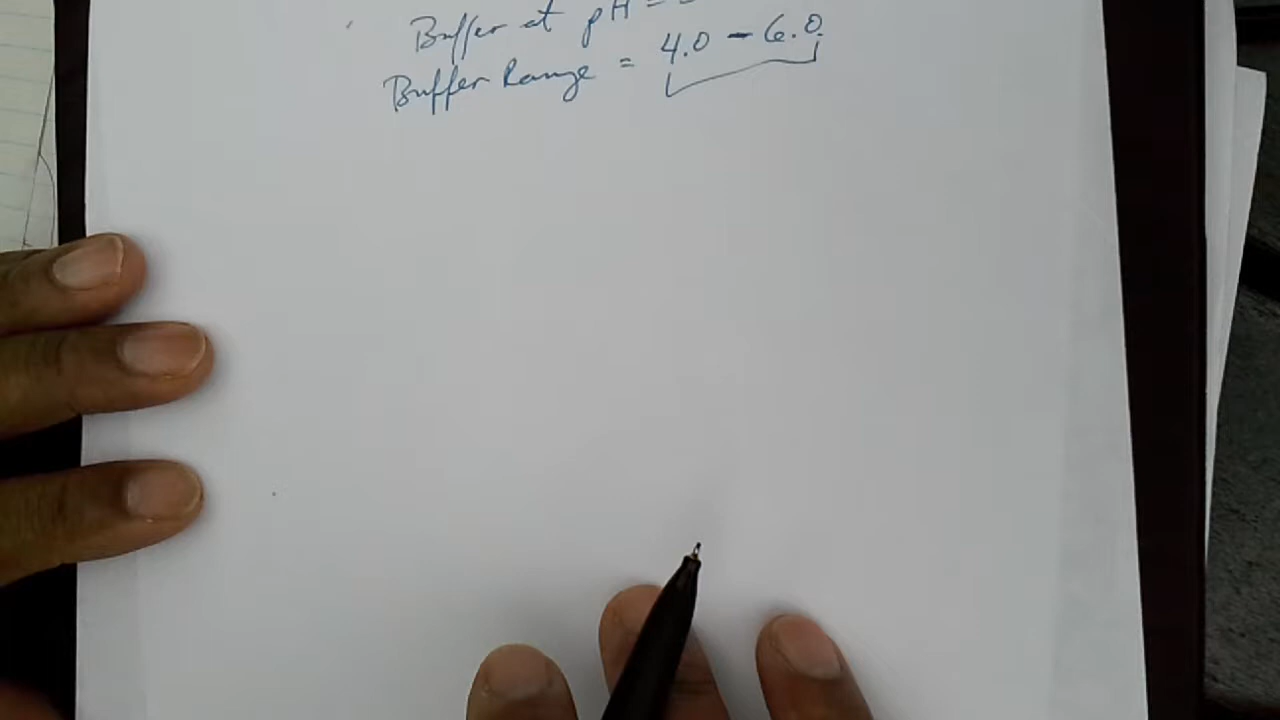 Buffer at pH =
Buffer Range = 4.0 - 6.0